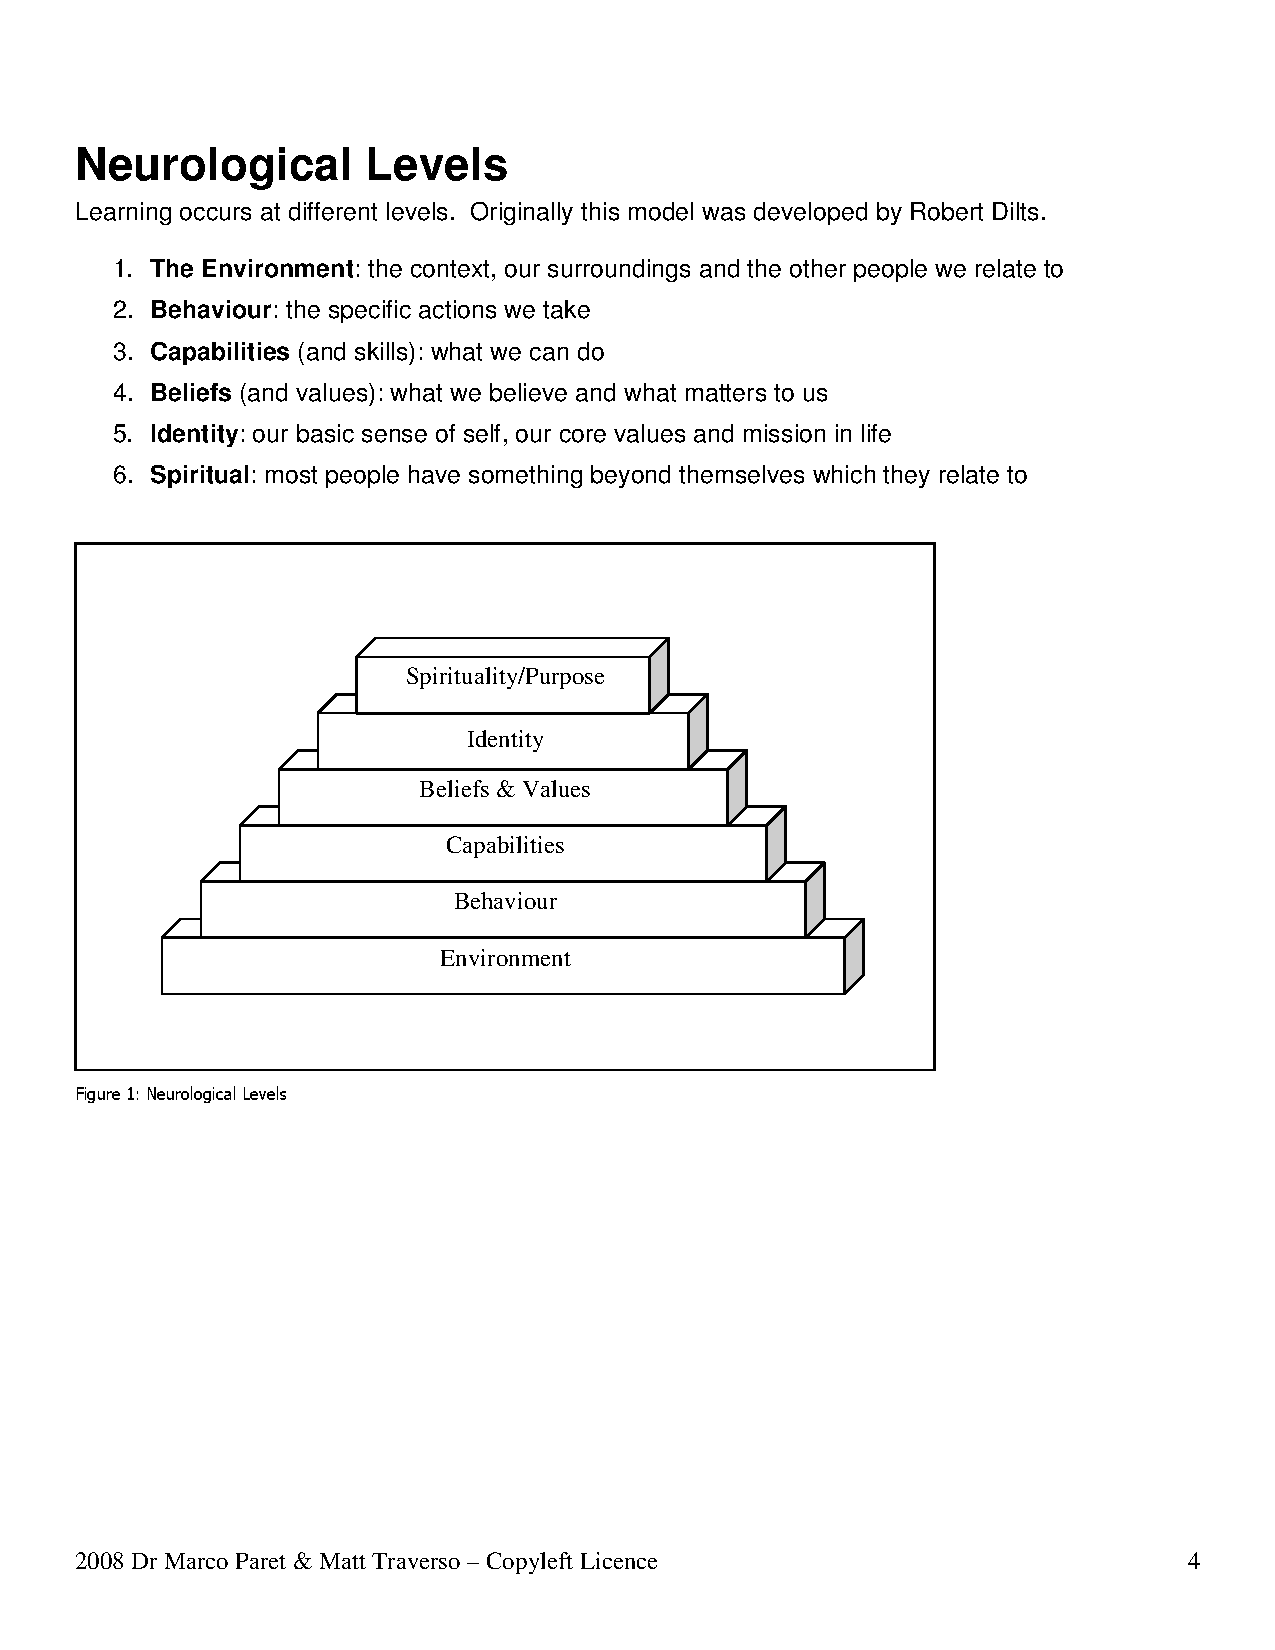 Neurological Levels
Learning occurs at different levels.  Originally this model was developed by Robert Dilts.
1. The Environment: the context, our surroundings and the other people we relate to
2. Behaviour: the specific actions we take
3. Capabilities (and skills): what we can do
4. Beliefs (and values): what we believe and what matters to us
5. Identity: our basic sense of self, our core values and mission in life
6. Spiritual: most people have something beyond themselves which they relate to
Spirituality/Purpose
Identity
Beliefs & Values
Capabilities
Behaviour
Environment
Figure 1: Neurological Levels
2008 Dr Marco Paret & Matt Traverso – Copyleft Licence 4